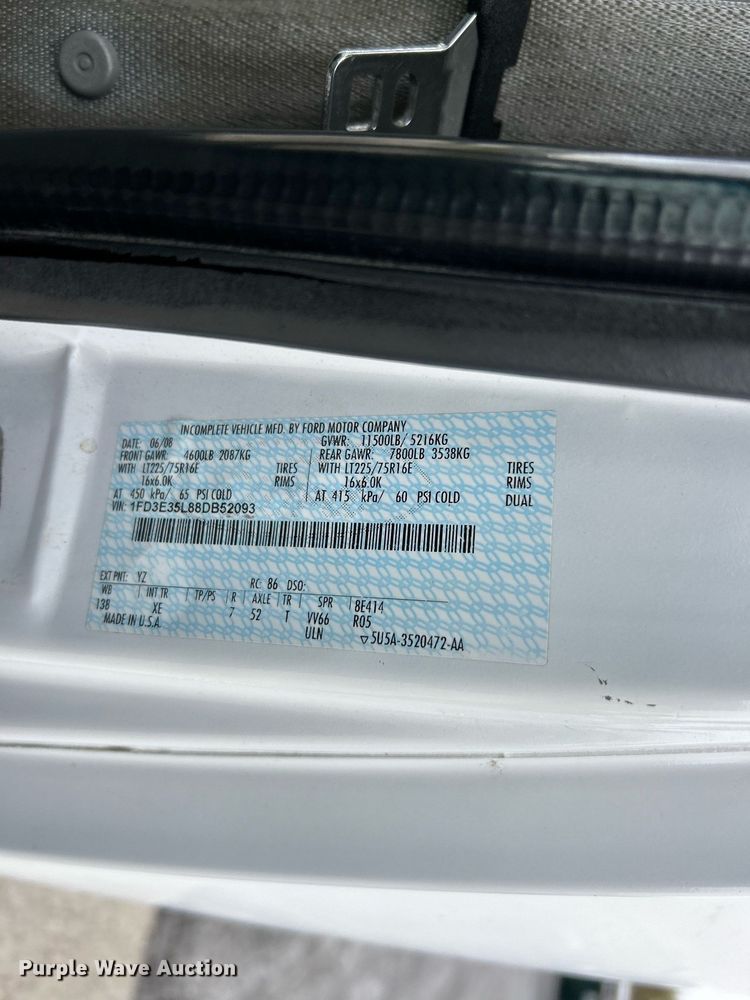 INCOMPLETE VEHICLE MFD. BY FORD MOTOR COMPANY
DATE: 06/08 GVWR: 11500LB/ 5216KG
FRONT GAWR: 4600LB 2087KG REAR GAWR: 7800LB 3538KG
WITH LT225/75R16E TIRES WITH LT225/75R16E TIRES
16x6.0K RIMS 16x6.0K RIMS
AT 450 kPa/ 65 PSI COLD AT 415 kPa/ 60 PSI COLD DUAL
VIN: 1FD3E35L88DB52093
EXT PNT: YZ RC: 86 DSO:
WB INT TR TP/PS R AXLE TR SPR 8E414
138 XE 7 52 T VV66 R05
MADE IN U.S.A. ULN ▽5U5A-3520472-AA
Purple Wave Auction